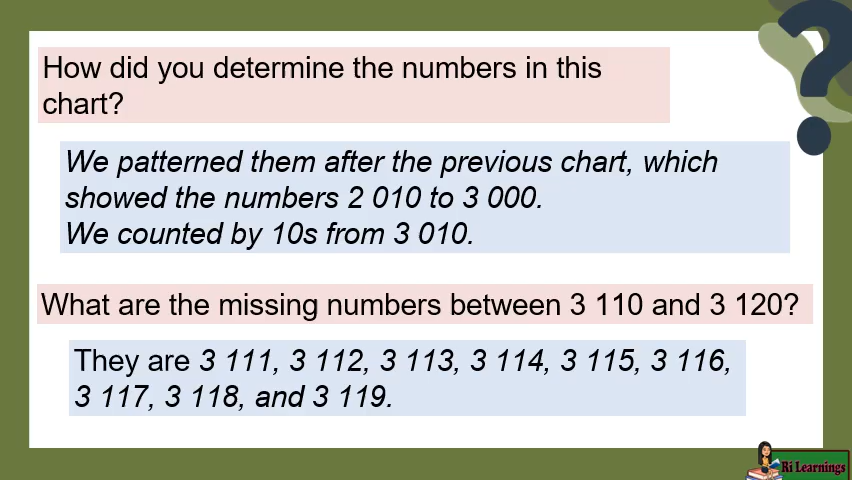 How did you determine the numbers in this
chart?
We patterned them after the previous chart, which
showed the numbers 2 010 to 3 000.
We counted by 10s from 3 010.
What are the missing numbers between 3 110 and 3 120?
They are 3 111, 3 112, 3 113, 3 114, 3 115, 3 116,
3 117, 3 118, and 3 119.
Ri Learnings